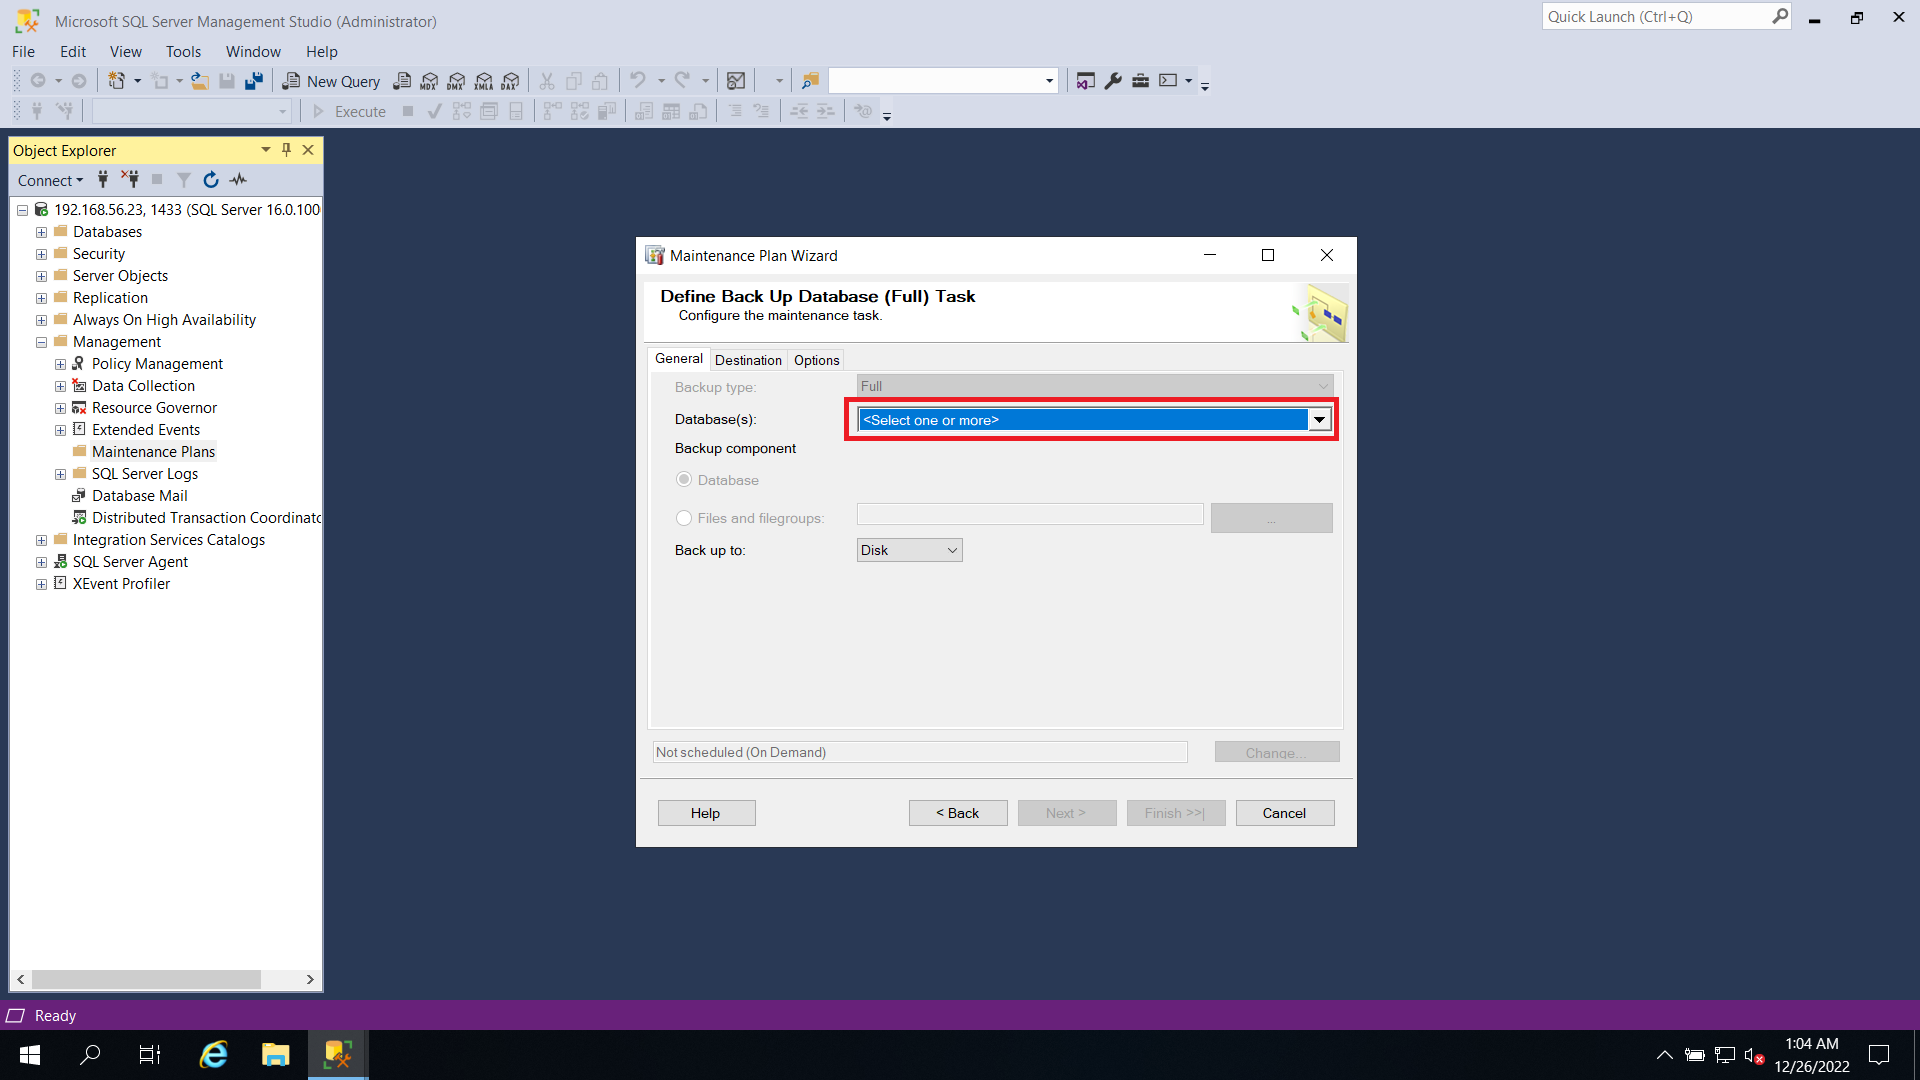 Microsoft SQL Server Management Studio (Administrator)
Quick Launch (Ctrl+Q)
File Edit View Tools Window Help
New Query
MDX DMX XMLA DAX
Execute
Object Explorer
Connect
192.168.56.23, 1433 (SQL Server 16.0.100
Databases
Security
Server Objects
Replication
Always On High Availability
Management
Policy Management
Data Collection
Resource Governor
Extended Events
Maintenance Plans
SQL Server Logs
Database Mail
Distributed Transaction Coordinato
Integration Services Catalogs
SQL Server Agent
XEvent Profiler
Maintenance Plan Wizard
Define Back Up Database (Full) Task
Configure the maintenance task.
General Destination Options
Backup type: Full
Database(s): <Select one or more>
Backup component
Database
Files and filegroups: ...
Back up to: Disk
Not scheduled (On Demand) Change...
Help < Back Next > Finish >>| Cancel
Ready
1:04 AM
12/26/2022